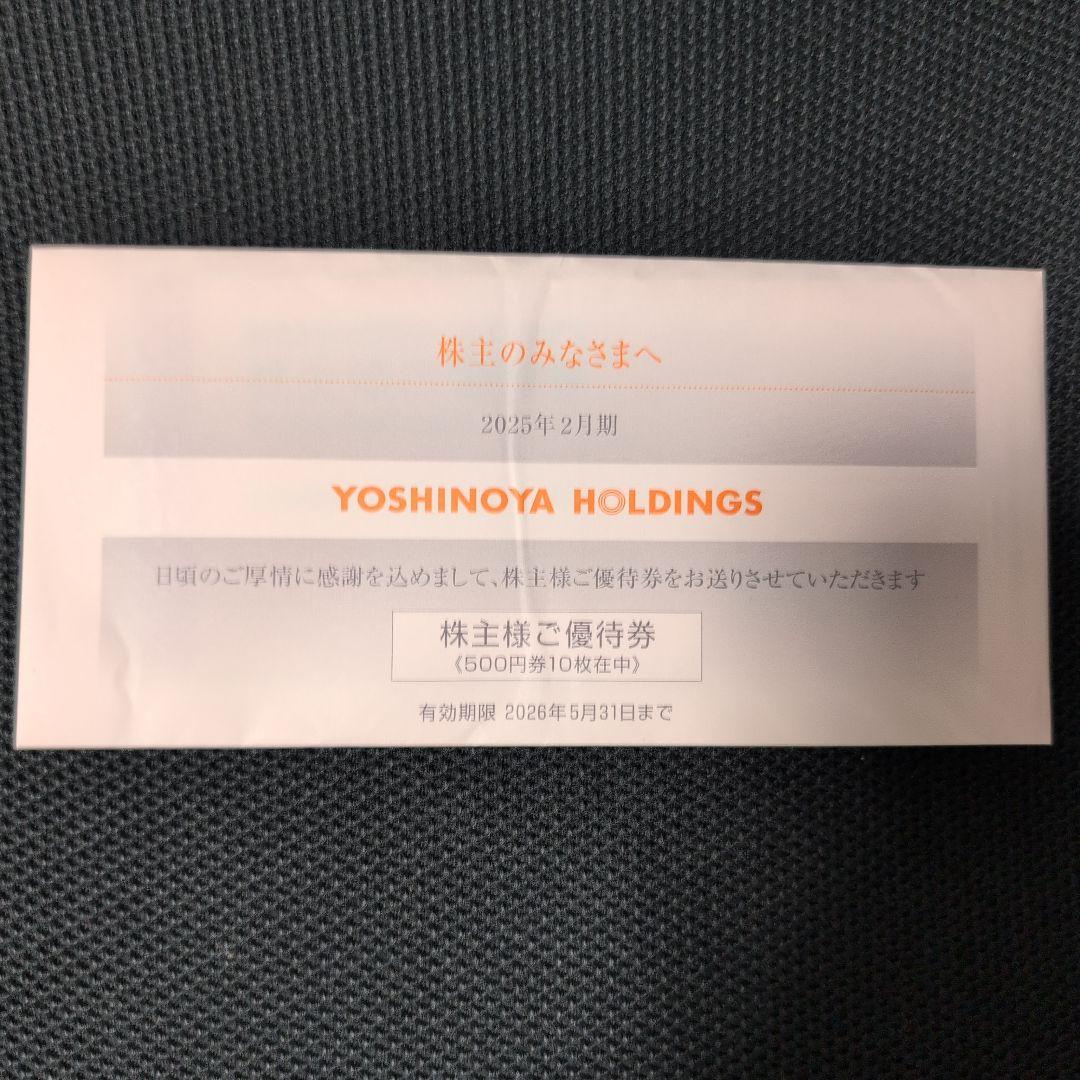 株主のみなさまへ
2025年2月期
YOSHINOYA HOLDINGS
日頃のご厚情に感謝を込めまして、株主様ご優待券をお送りさせていただきます
株主様ご優待券
《500円券10枚在中》
有効期限 2026年5月31日まで